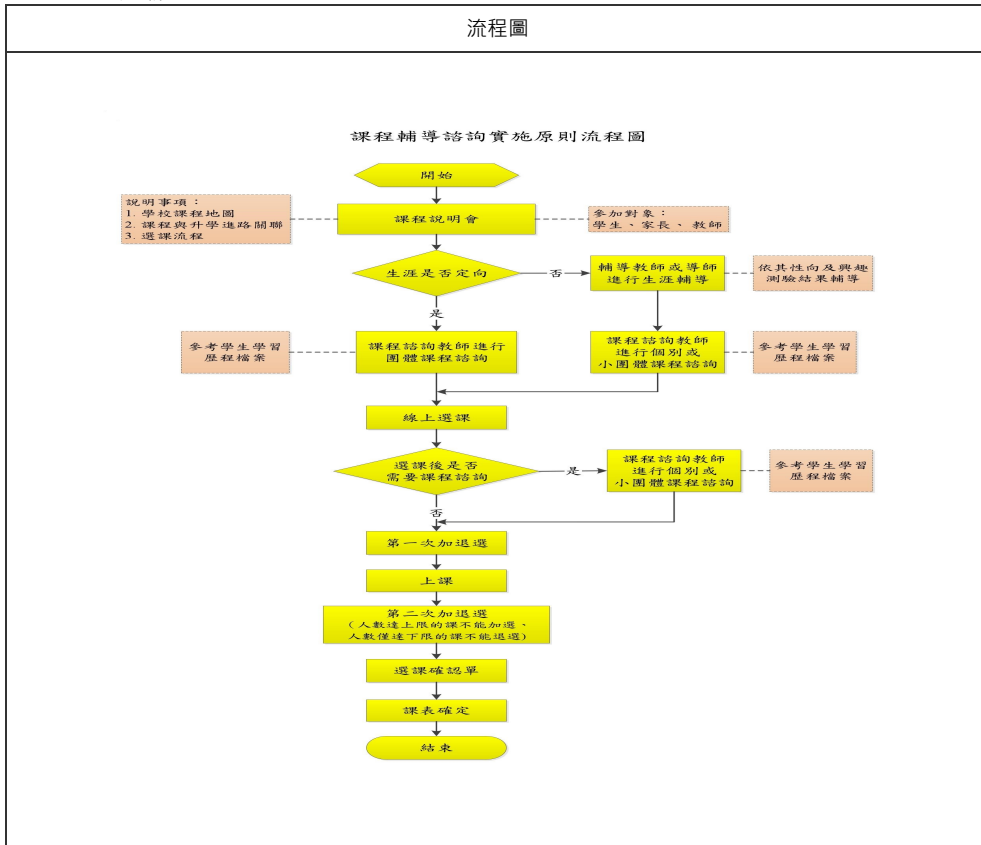 流程圖
課程輔導諮詢實施原則流程圖
開始
說明事項：
1. 學校課程地圖
2. 課程與升學進路關聯
3. 選課流程
課程說明會
參加對象：
學生、家長、教師
生涯是否定向
否
輔導教師或導師
進行生涯輔導
依其性向及興趣
測驗結果輔導
是
參考學生學習
歷程檔案
課程諮詢教師進行
團體課程諮詢
課程諮詢教師
進行個別或
小團體課程諮詢
參考學生學習
歷程檔案
線上選課
選課後是否
需要課程諮詢
是
課程諮詢教師
進行個別或
小團體課程諮詢
參考學生學習
歷程檔案
否
第一次加退選
上課
第二次加退選
(人數達上限的課不能加選、
人數僅達下限的課不能退選)
選課確認單
課表確定
結束